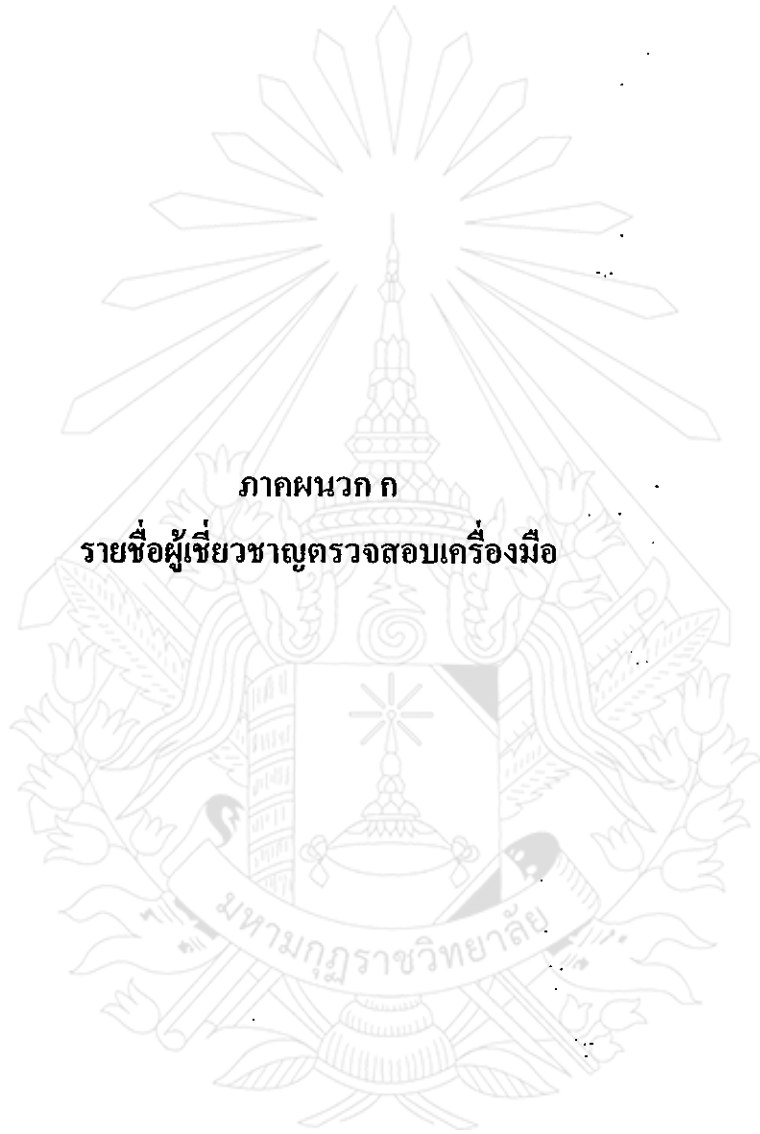 ภาคผนวก ก
รายชื่อผู้เชี่ยวชาญตรวจสอบเครื่องมือ
มหามกุฏราชวิทยาลัย